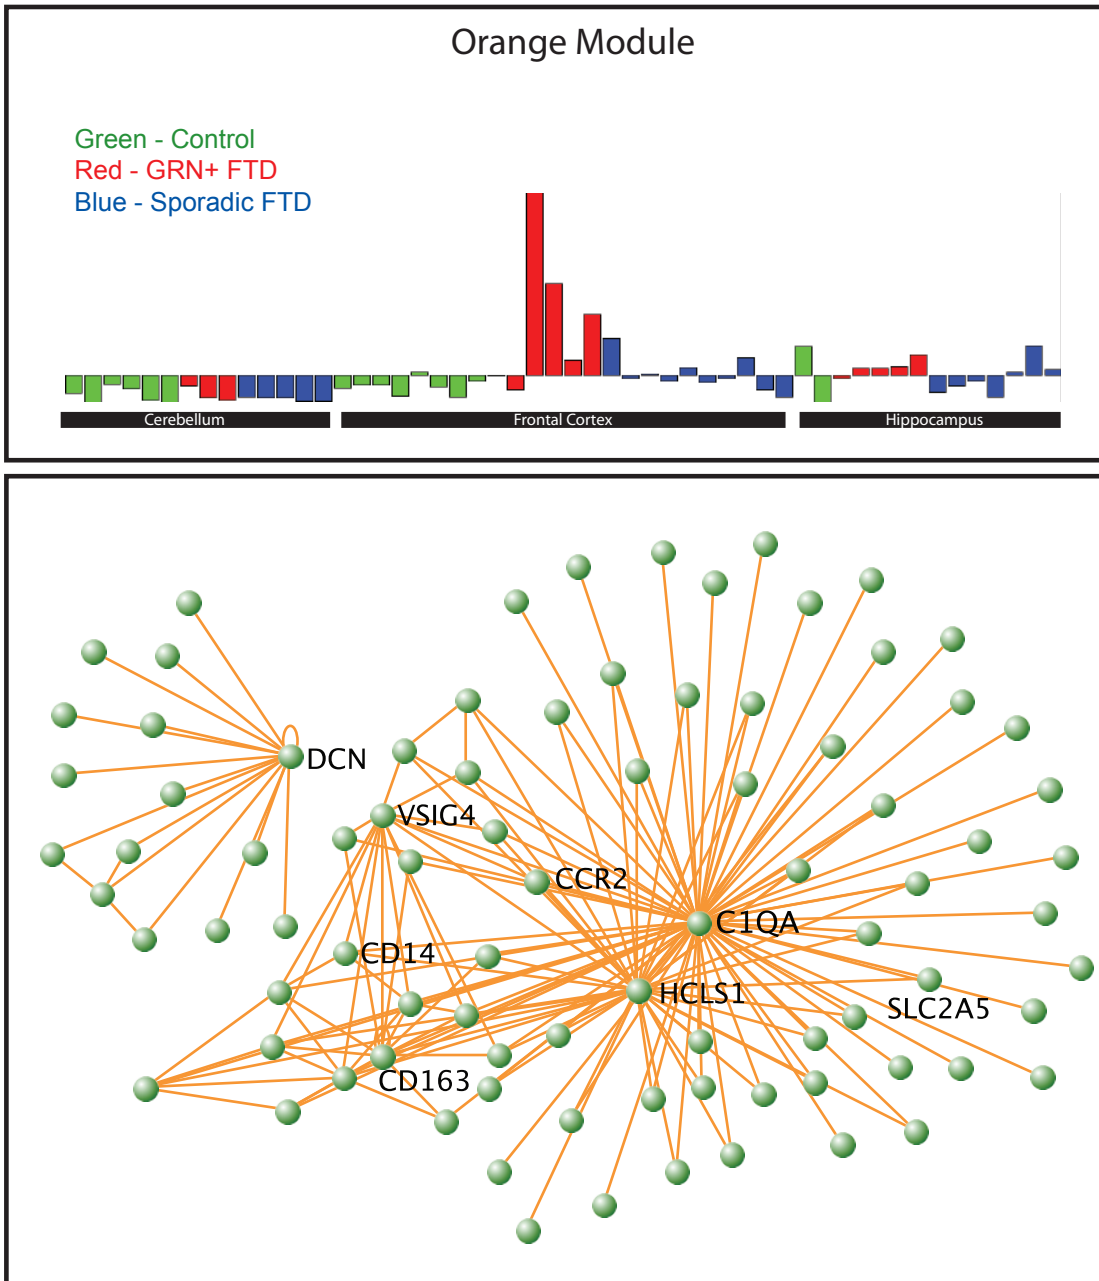 Orange Module
Green - Control
Red - GRN+ FTD
Blue - Sporadic FTD
Cerebellum
Frontal Cortex
Hippocampus
DCN
VSIG4
CCR2
C1QA
CD14
HCLS1
SLC2A5
CD163